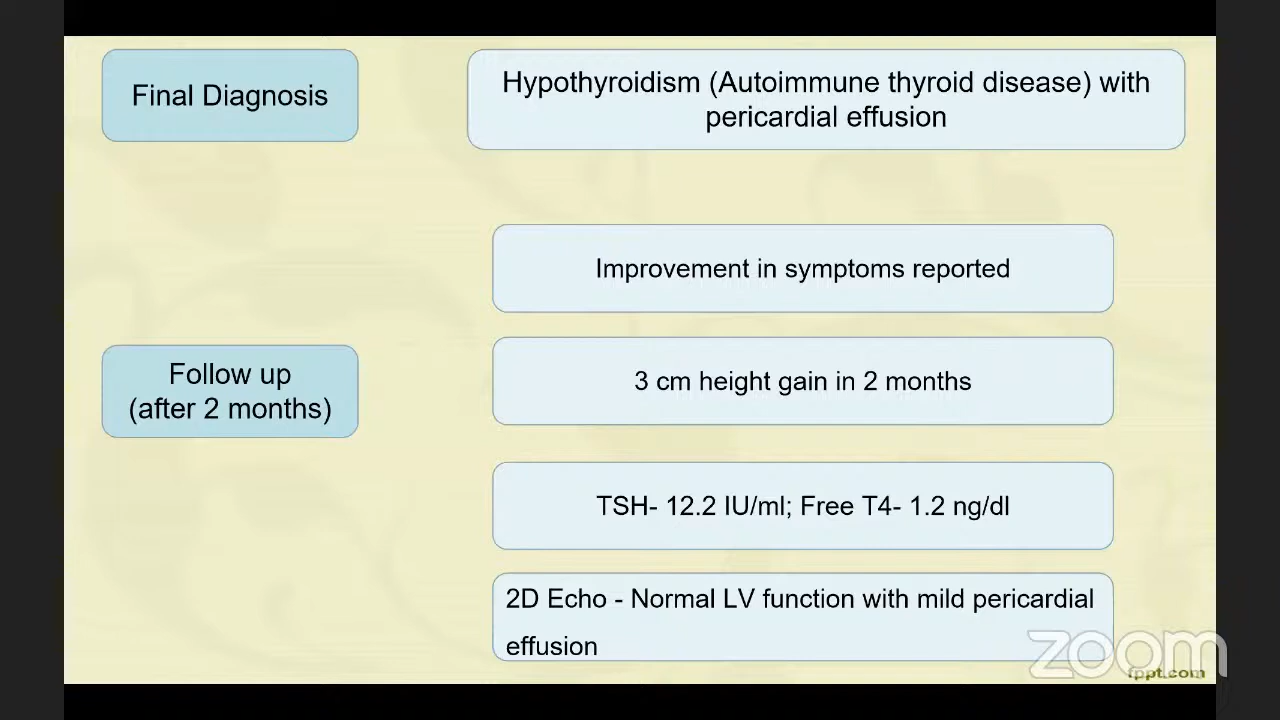 Final Diagnosis
Hypothyroidism (Autoimmune thyroid disease) with
pericardial effusion
Improvement in symptoms reported
Follow up
(after 2 months)
3 cm height gain in 2 months
TSH- 12.2 IU/ml; Free T4- 1.2 ng/dl
2D Echo - Normal LV function with mild pericardial
effusion
zoom
fppt.com